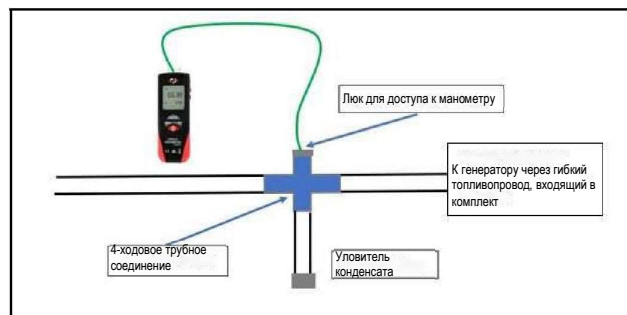 Люк для доступа к манометру
К генератору через гибкий
топливопровод, входящий в
комплект
4-ходовое трубное
соединение
Уловитель
конденсата